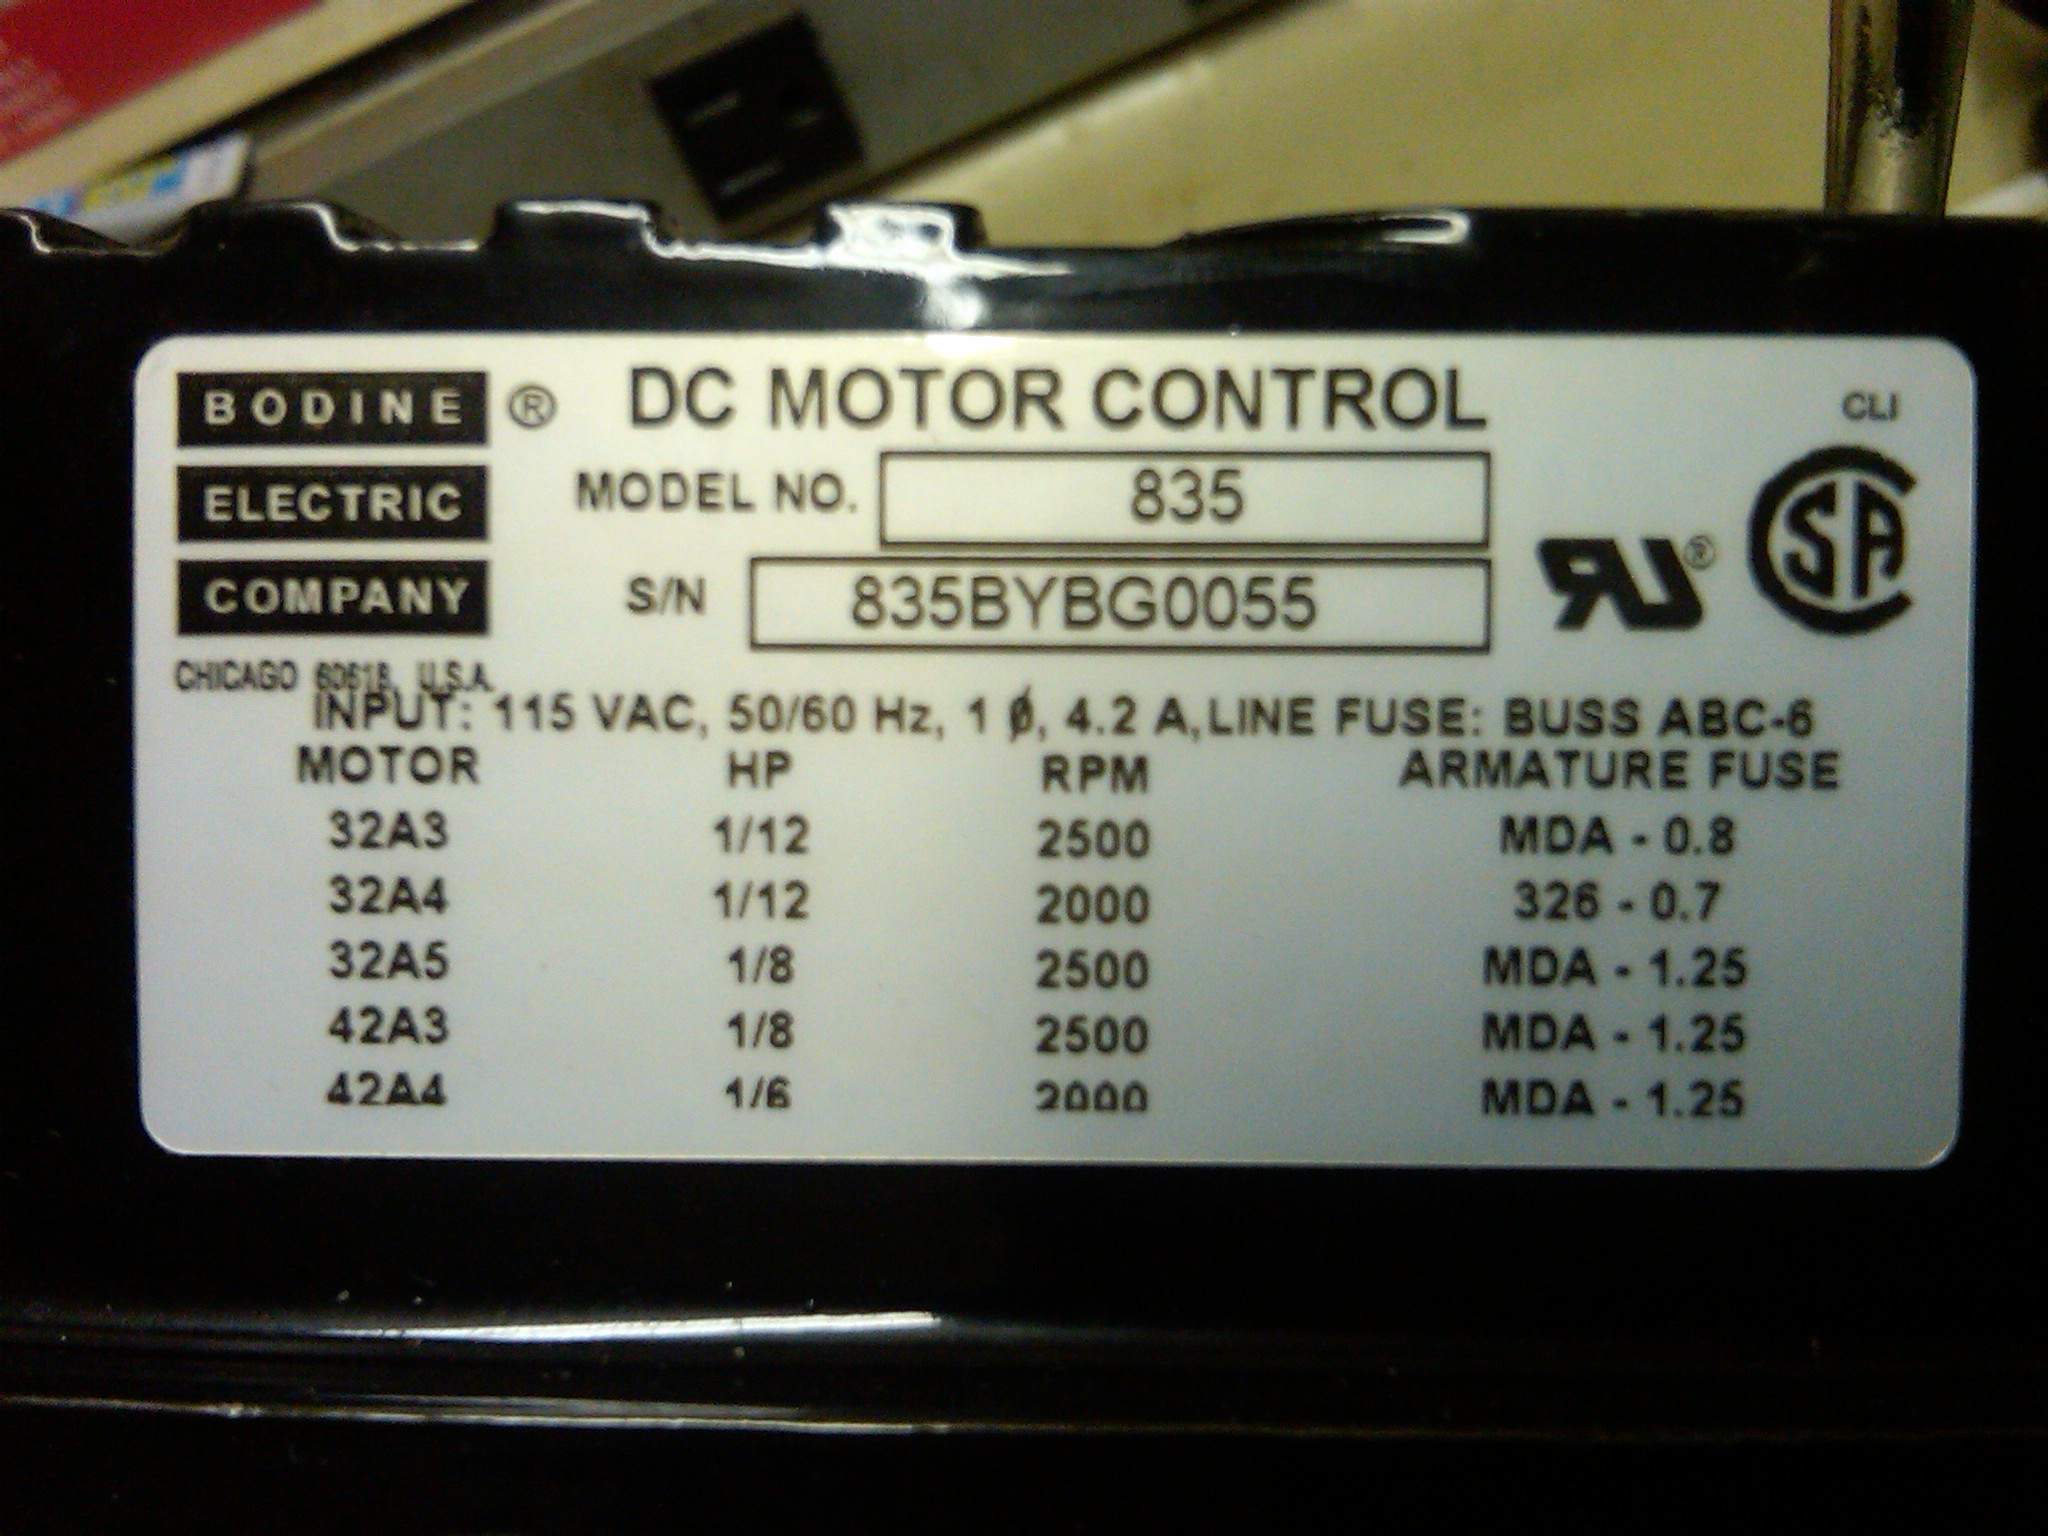 BODINE ® DC MOTOR CONTROL CLI
ELECTRIC MODEL NO. 835
COMPANY S/N 835BYBG0055 RU® CSA
CHICAGO 60618, U.S.A.
INPUT: 115 VAC, 50/60 Hz, 1 ϕ, 4.2 A, LINE FUSE: BUSS ABC-6
MOTOR HP RPM ARMATURE FUSE
32A3 1/12 2500 MDA - 0.8
32A4 1/12 2000 326 - 0.7
32A5 1/8 2500 MDA - 1.25
42A3 1/8 2500 MDA - 1.25
42A4 1/6 2000 MDA - 1.25